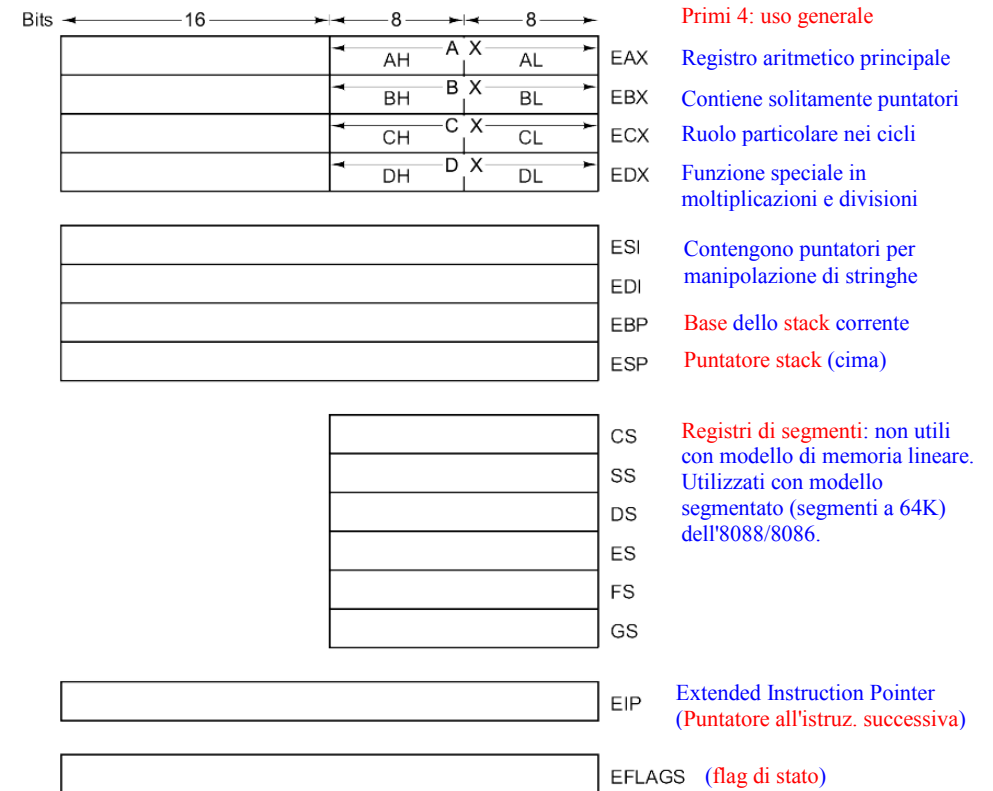 Bits 16 8 8 Primi 4: uso generale
A X
AH AL EAX Registro aritmetico principale
B X
BH BL EBX Contiene solitamente puntatori
C X
CH CL ECX Ruolo particolare nei cicli
D X
DH DL EDX Funzione speciale in
moltiplicazioni e divisioni
ESI Contengono puntatori per
EDI manipolazione di stringhe
EBP Base dello stack corrente
ESP Puntatore stack (cima)
CS Registri di segmenti: non utili
con modello di memoria lineare.
SS Utilizzati con modello
DS segmentato (segmenti a 64K)
dell'8088/8086.
ES
FS
GS
EIP Extended Instruction Pointer
(Puntatore all'istruz. successiva)
EFLAGS (flag di stato)